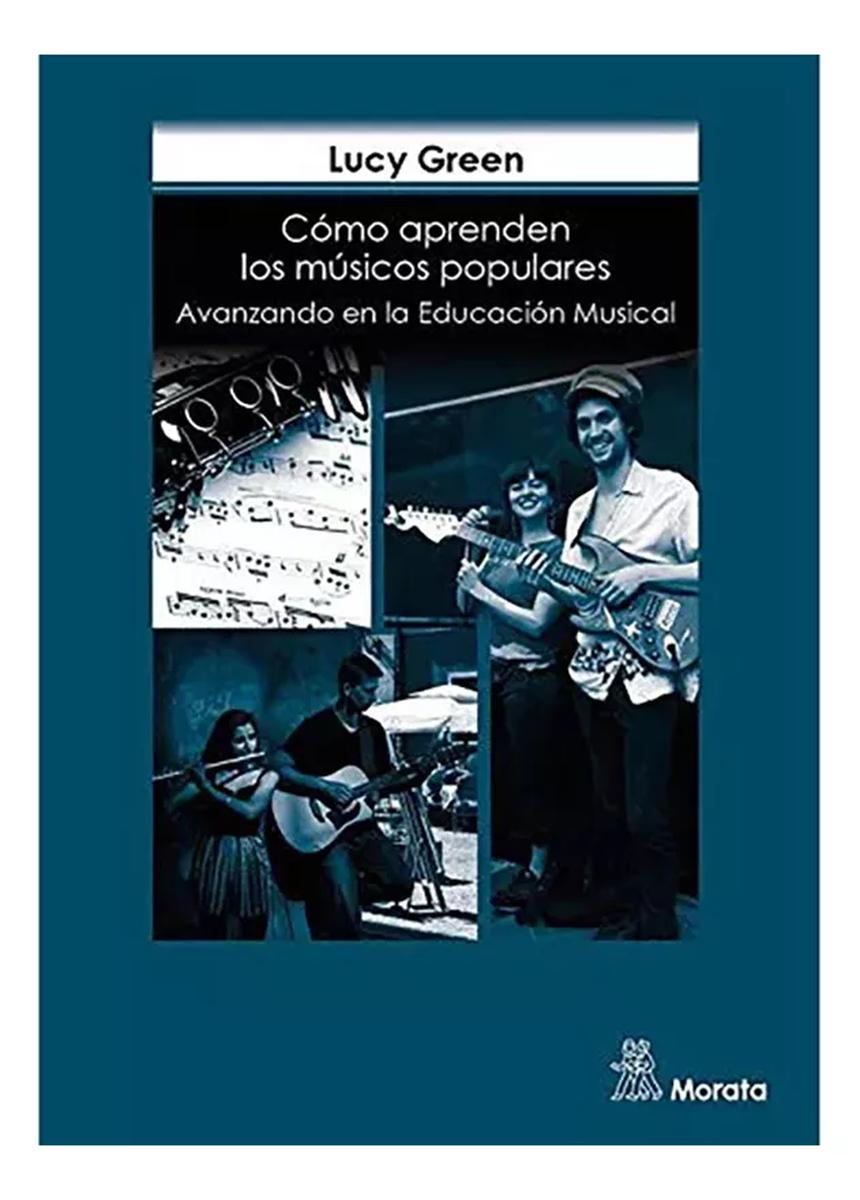 Lucy Green
Cómo aprenden
los músicos populares
Avanzando en la Educación Musical
Morata